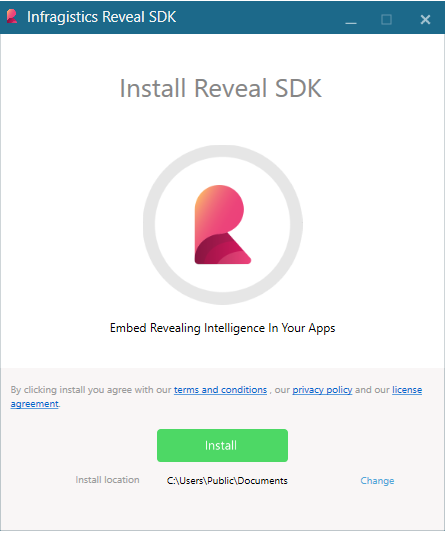 Infragistics Reveal SDK
Install Reveal SDK
Embed Revealing Intelligence In Your Apps
By clicking install you agree with our terms and conditions , our privacy policy and our license
agreement.
Install
Install location C:\Users\Public\Documents Change